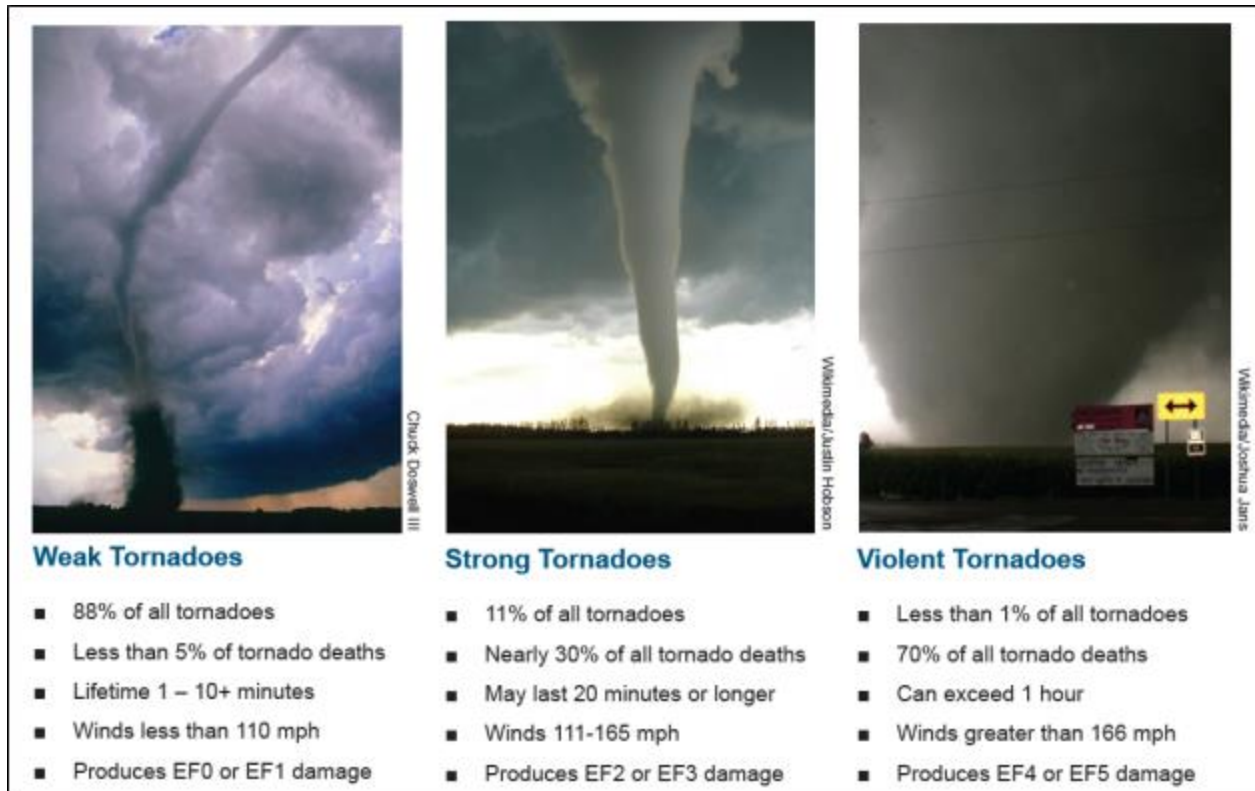 Chuck Doswell III
Wikimedia/Justin Hobson
Wikimedia/Joshua Jans
Weak Tornadoes
■ 88% of all tornadoes
■ Less than 5% of tornado deaths
■ Lifetime 1 – 10+ minutes
■ Winds less than 110 mph
■ Produces EF0 or EF1 damage
Strong Tornadoes
■ 11% of all tornadoes
■ Nearly 30% of all tornado deaths
■ May last 20 minutes or longer
■ Winds 111-165 mph
■ Produces EF2 or EF3 damage
Violent Tornadoes
■ Less than 1% of all tornadoes
■ 70% of all tornado deaths
■ Can exceed 1 hour
■ Winds greater than 166 mph
■ Produces EF4 or EF5 damage